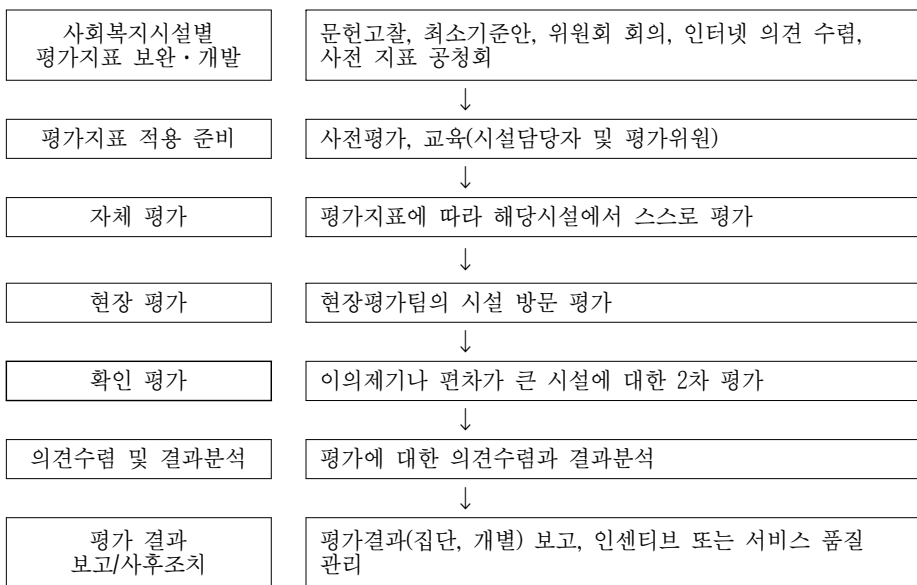 사회복지시설별
평가지표 보완・개발
문헌고찰, 최소기준안, 위원회 회의, 인터넷 의견 수렴,
사전 지표 공청회
↓
평가지표 적용 준비
사전평가, 교육(시설담당자 및 평가위원)
↓
자체 평가
평가지표에 따라 해당시설에서 스스로 평가
↓
현장 평가
현장평가팀의 시설 방문 평가
↓
확인 평가
이의제기나 편차가 큰 시설에 대한 2차 평가
↓
의견수렴 및 결과분석
평가에 대한 의견수렴과 결과분석
↓
평가 결과
보고/사후조치
평가결과(집단, 개별) 보고, 인센티브 또는 서비스 품질
관리